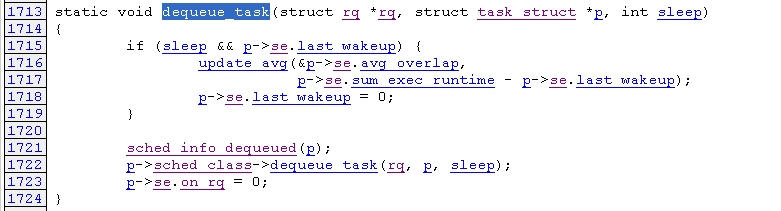 1713 static void dequeue_task(struct rq *rq, struct task_struct *p, int sleep)
1714 {
1715         if (sleep && p->se.last_wakeup) {
1716                 update_avg(&p->se.avg_overlap,
1717                            p->se.sum_exec_runtime - p->se.last_wakeup);
1718                 p->se.last_wakeup = 0;
1719         }
1720
1721         sched_info_dequeued(p);
1722         p->sched_class->dequeue_task(rq, p, sleep);
1723         p->se.on_rq = 0;
1724 }